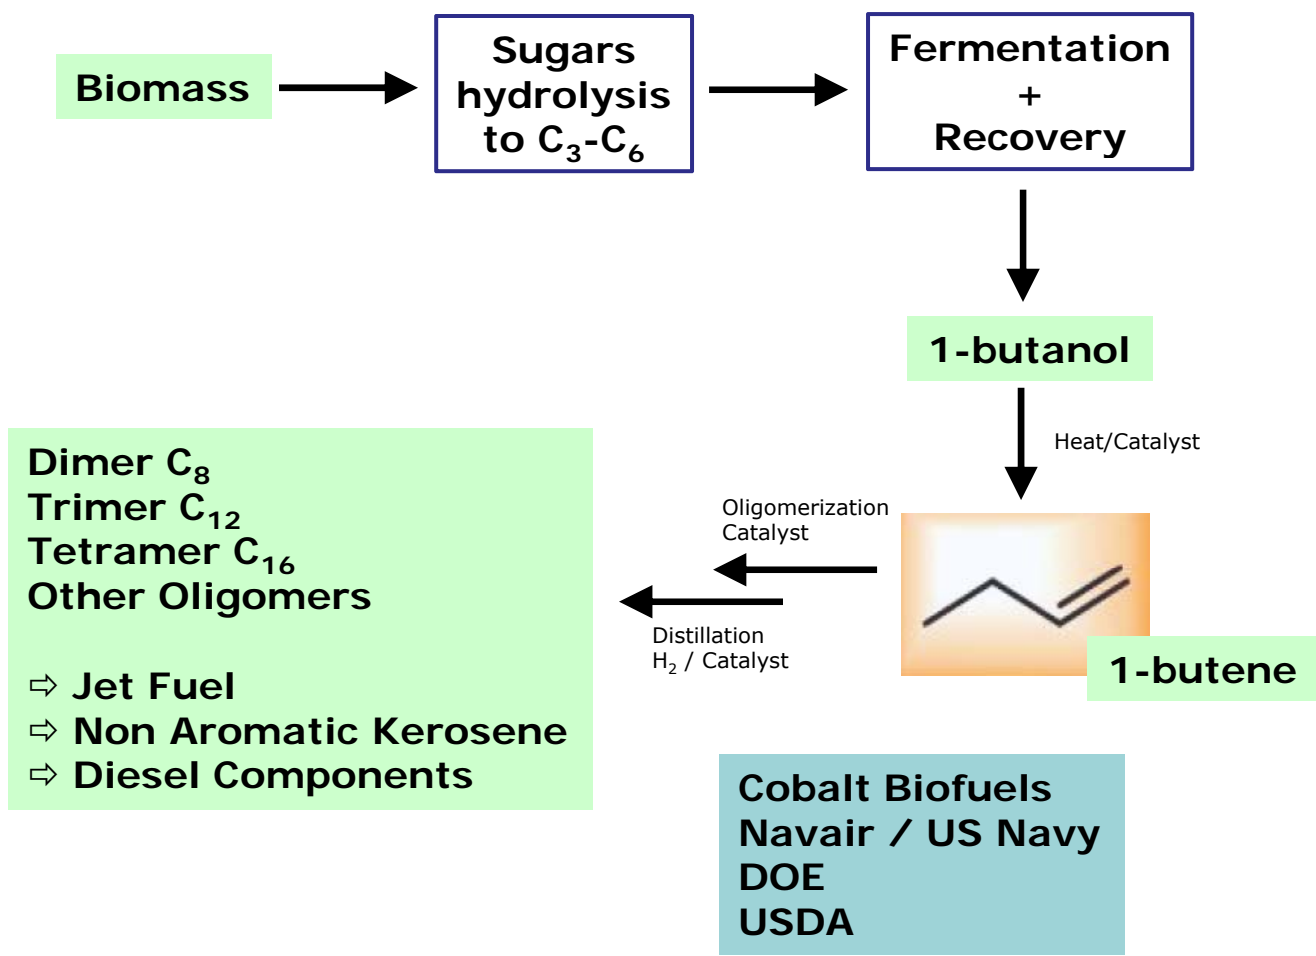 Biomass
Sugars
hydrolysis
to C₃-C₆
Fermentation
+
Recovery
1-butanol
Heat/Catalyst
1-butene
Oligomerization
Catalyst
Distillation
H₂ / Catalyst
Dimer C₈
Trimer C₁₂
Tetramer C₁₆
Other Oligomers
⇨ Jet Fuel
⇨ Non Aromatic Kerosene
⇨ Diesel Components
Cobalt Biofuels
Navair / US Navy
DOE
USDA